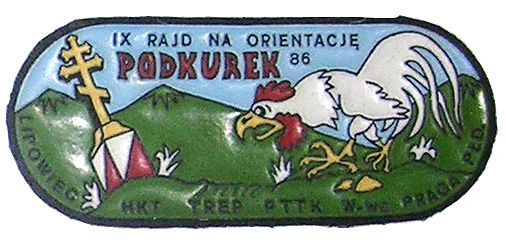 IX RAJD NA ORIENTACJĘ
PODKUREK 86
LIPOWIEC HKT TREP PTTK W-wa PRAGA PŁD.